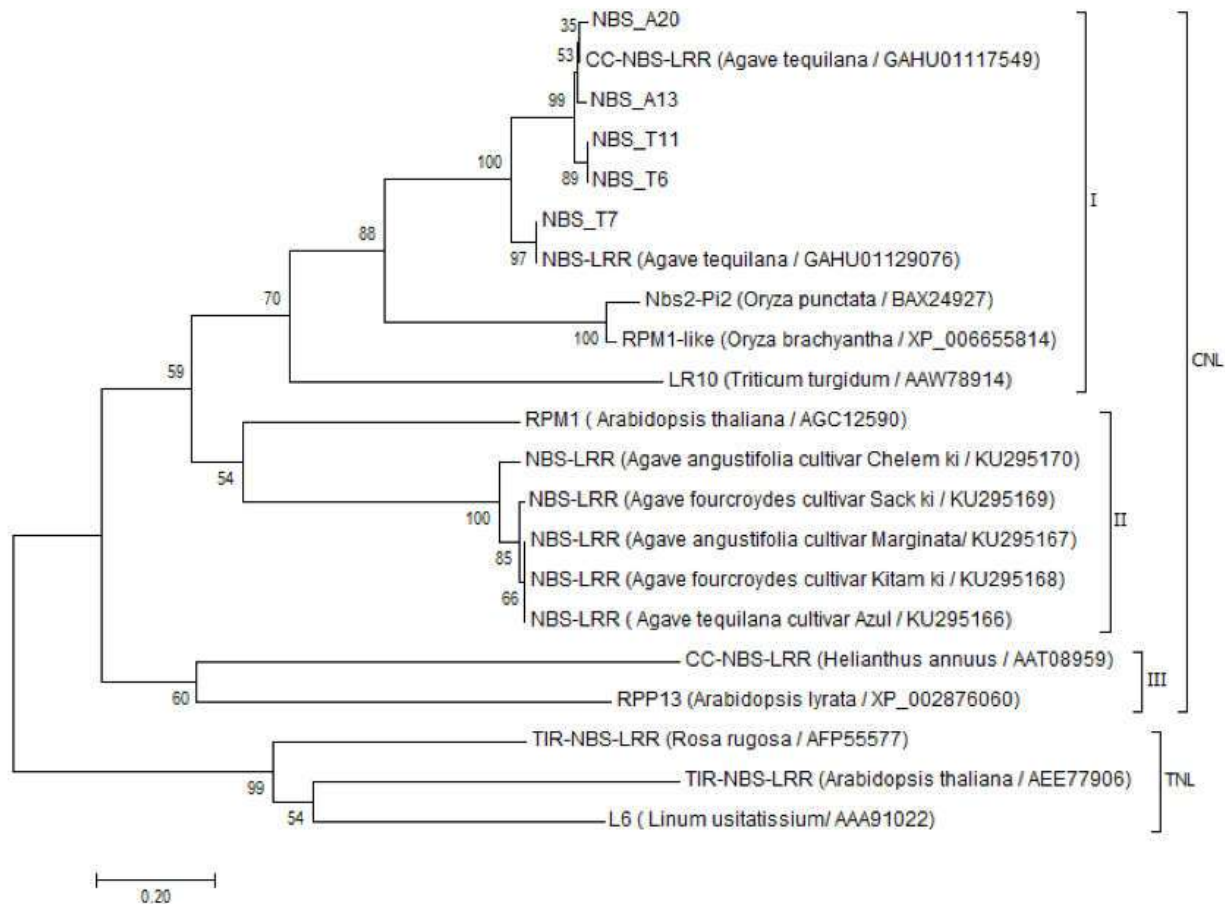 35
NBS_A20
53
CC-NBS-LRR (Agave tequilana / GAHU01117549)
99
NBS_A13
NBS_T11
100
89
NBS_T6
I
88
NBS_T7
97
NBS-LRR (Agave tequilana / GAHU01129076)
70
Nbs2-Pi2 (Oryza punctata / BAX24927)
100
RPM1-like (Oryza brachyantha / XP_006655814)
CNL
59
LR10 (Triticum turgidum / AAW78914)
RPM1 ( Arabidopsis thaliana / AGC12590)
54
NBS-LRR (Agave angustifolia cultivar Chelem ki / KU295170)
100
NBS-LRR (Agave fourcroydes cultivar Sack ki / KU295169)
II
85
NBS-LRR (Agave angustifolia cultivar Marginata/ KU295167)
66
NBS-LRR (Agave fourcroydes cultivar Kitam ki / KU295168)
NBS-LRR ( Agave tequilana cultivar Azul / KU295166)
CC-NBS-LRR (Helianthus annuus / AAT08959)
III
60
RPP13 (Arabidopsis lyrata / XP_002876060)
TIR-NBS-LRR (Rosa rugosa / AFP55577)
99
TIR-NBS-LRR (Arabidopsis thaliana / AEE77906)
TNL
54
L6 ( Linum usitatissium/ AAA91022)
0.20